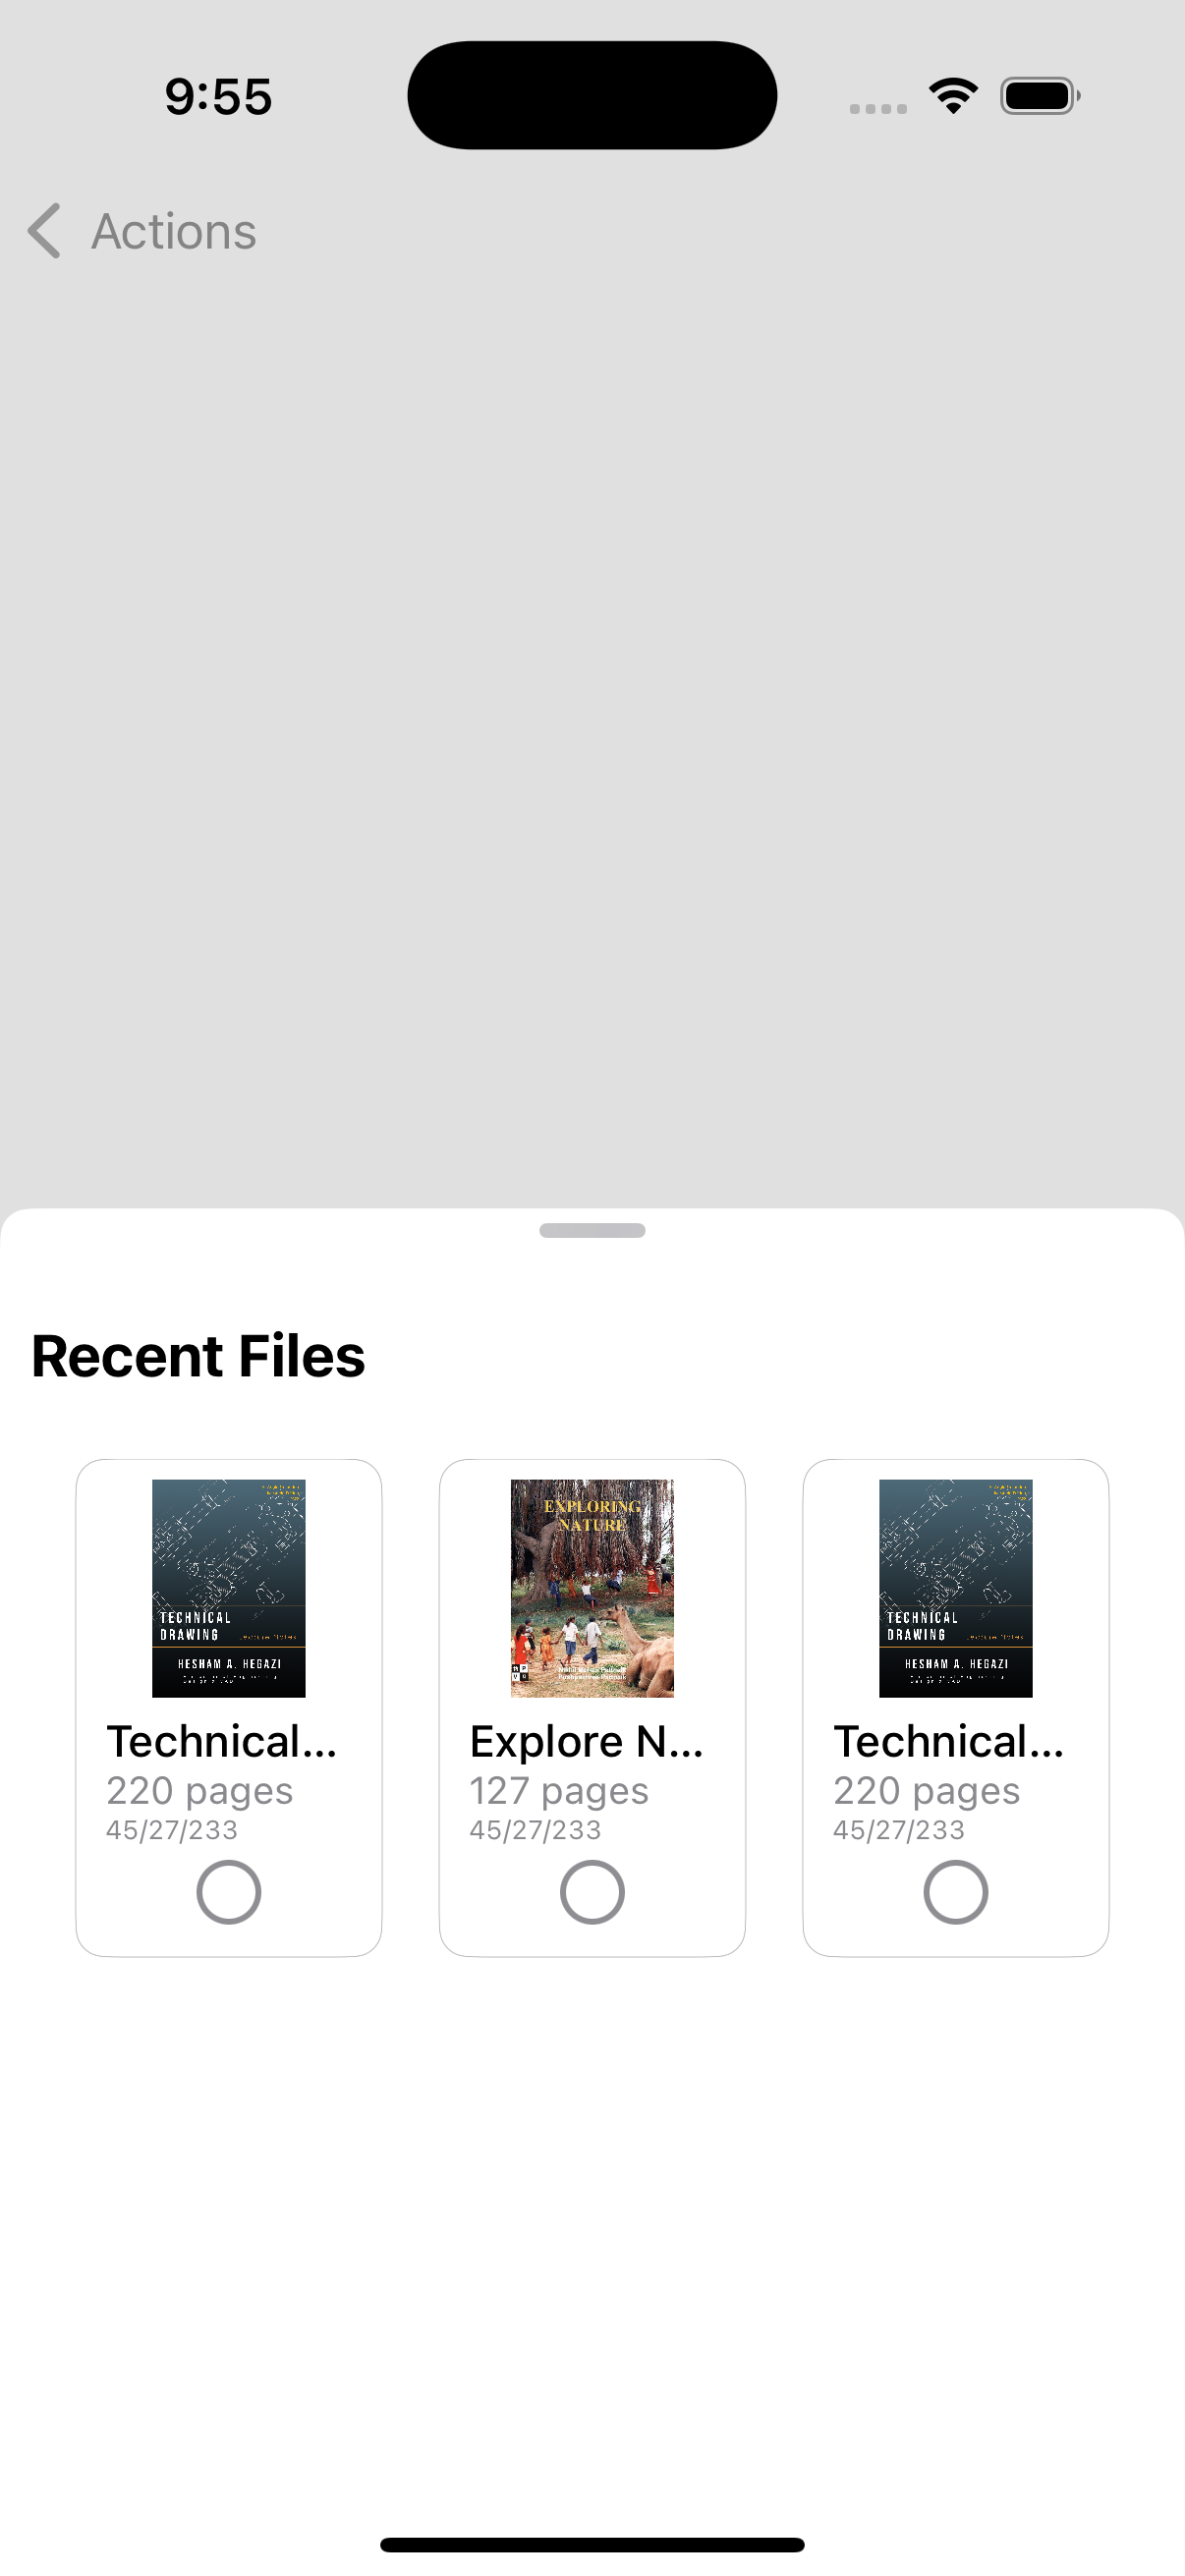 9:55
Actions
Recent Files
TECHNICAL
DRAWING
HESHAM A. HEGAZI
Technical...
220 pages
45/27/233
EXPLORING
NATURE
Explore N...
127 pages
45/27/233
TECHNICAL
DRAWING
HESHAM A. HEGAZI
Technical...
220 pages
45/27/233